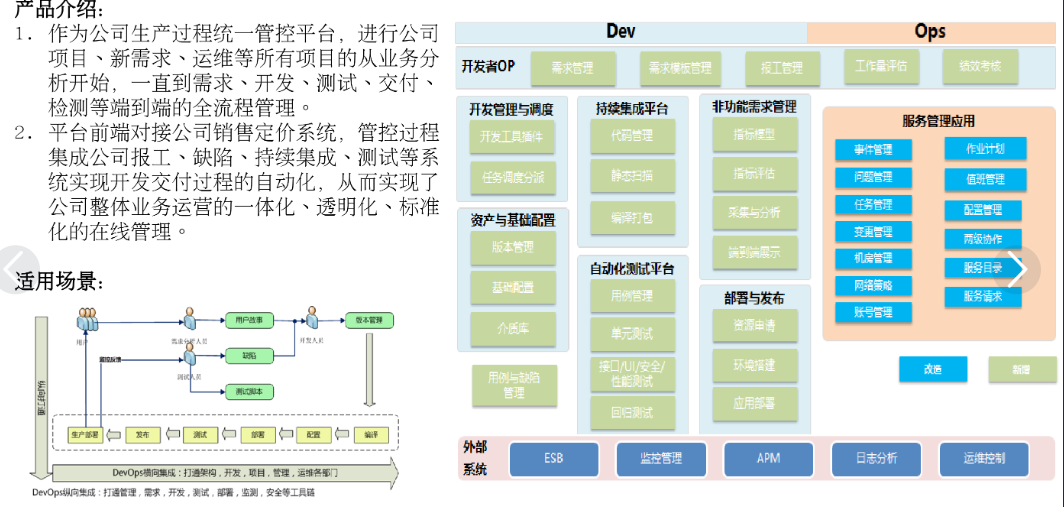 产品介绍：
1. 作为公司生产过程统一管控平台，进行公司
项目、新需求、运维等所有项目的从业务分
析开始，一直到需求、开发、测试、交付、
检测等端到端的全流程管理。
2. 平台前端对接公司销售定价系统，管控过程
集成公司报工、缺陷、持续集成、测试等系
统实现开发交付过程的自动化，从而实现了
公司整体业务运营的一体化、透明化、标准
化的在线管理。
适用场景：
用户
需求分析人员
用户故事
开发人员
版本管理
监控反馈
测试人员
缺陷
测试脚本
生产部署
发布
测试
部署
配置
编译
DevOps横向集成：打通架构，开发，项目，管理，运维各部门
DevOps纵向集成：打通管理，需求，开发，测试，部署，监测，安全等工具链
Dev
Ops
开发者OP
需求管理
需求模板管理
报工管理
工作量评估
绩效考核
开发管理与调度
开发工具插件
任务调度分派
资产与基础配置
版本管理
基础配置
介质库
用例与缺陷
管理
持续集成平台
代码管理
静态扫描
编译打包
自动化测试平台
用例管理
单元测试
接口/UI/安全/
性能测试
回归测试
非功能需求管理
指标模型
指标评估
采集与分析
端到端展示
部署与发布
资源申请
环境搭建
应用部署
服务管理应用
事件管理
作业计划
问题管理
值班管理
任务管理
配置管理
变更管理
两级协作
机房管理
服务目录
网络策略
服务请求
账号管理
改造
新增
外部
系统
ESB
监控管理
APM
日志分析
运维控制